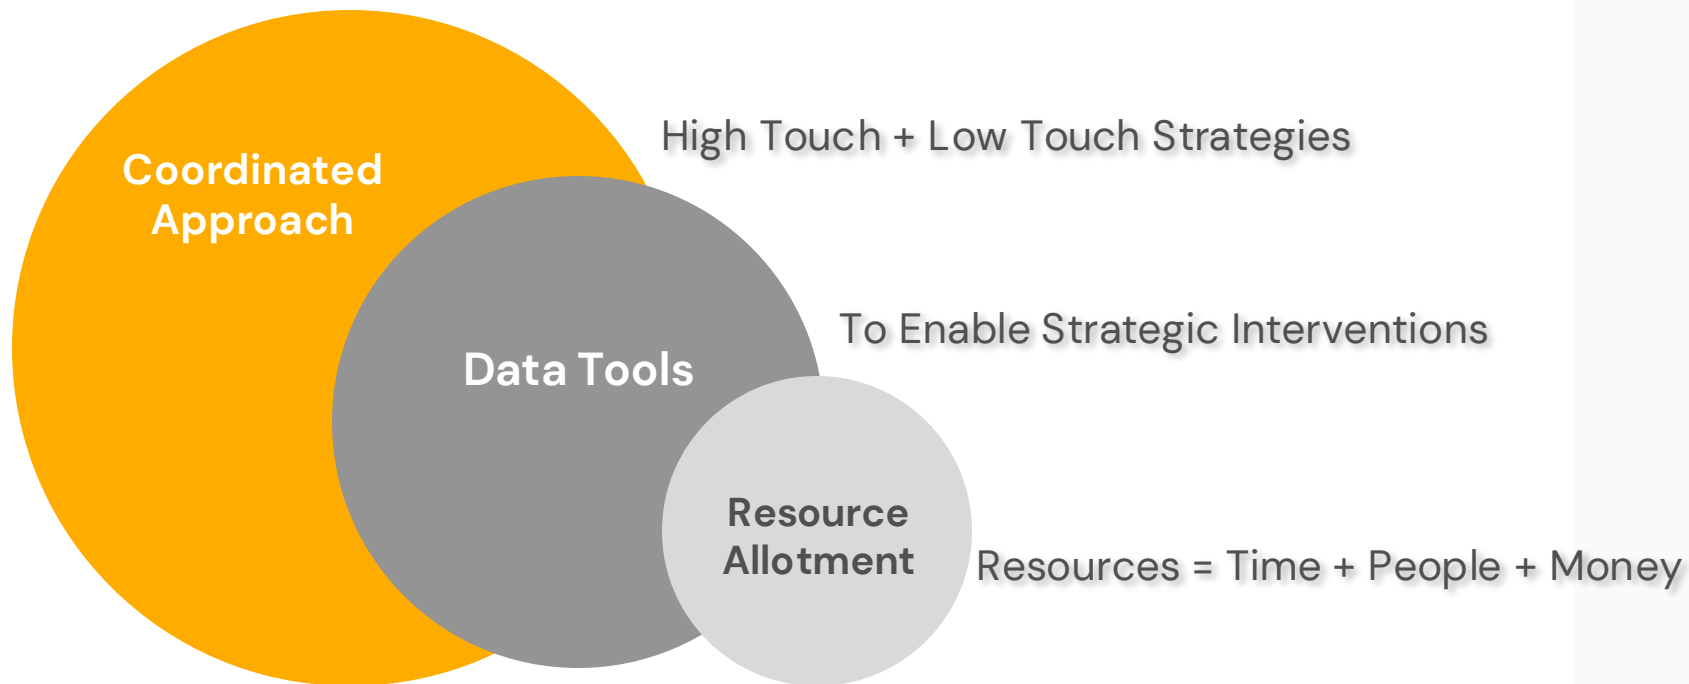 High Touch + Low Touch Strategies
Coordinated
Approach
To Enable Strategic Interventions
Data Tools
Resource
Allotment
Resources = Time + People + Money